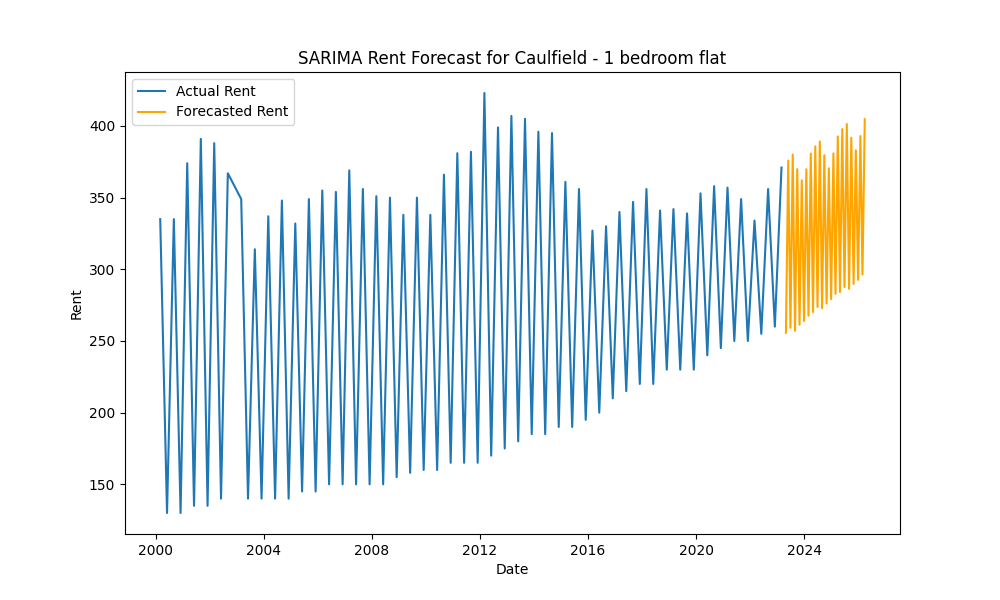 SARIMA Rent Forecast for Caulfield - 1 bedroom flat
Actual Rent
Forecasted Rent
400
350
300
250
200
150
Rent
2000 2004 2008 2012 2016 2020 2024
Date